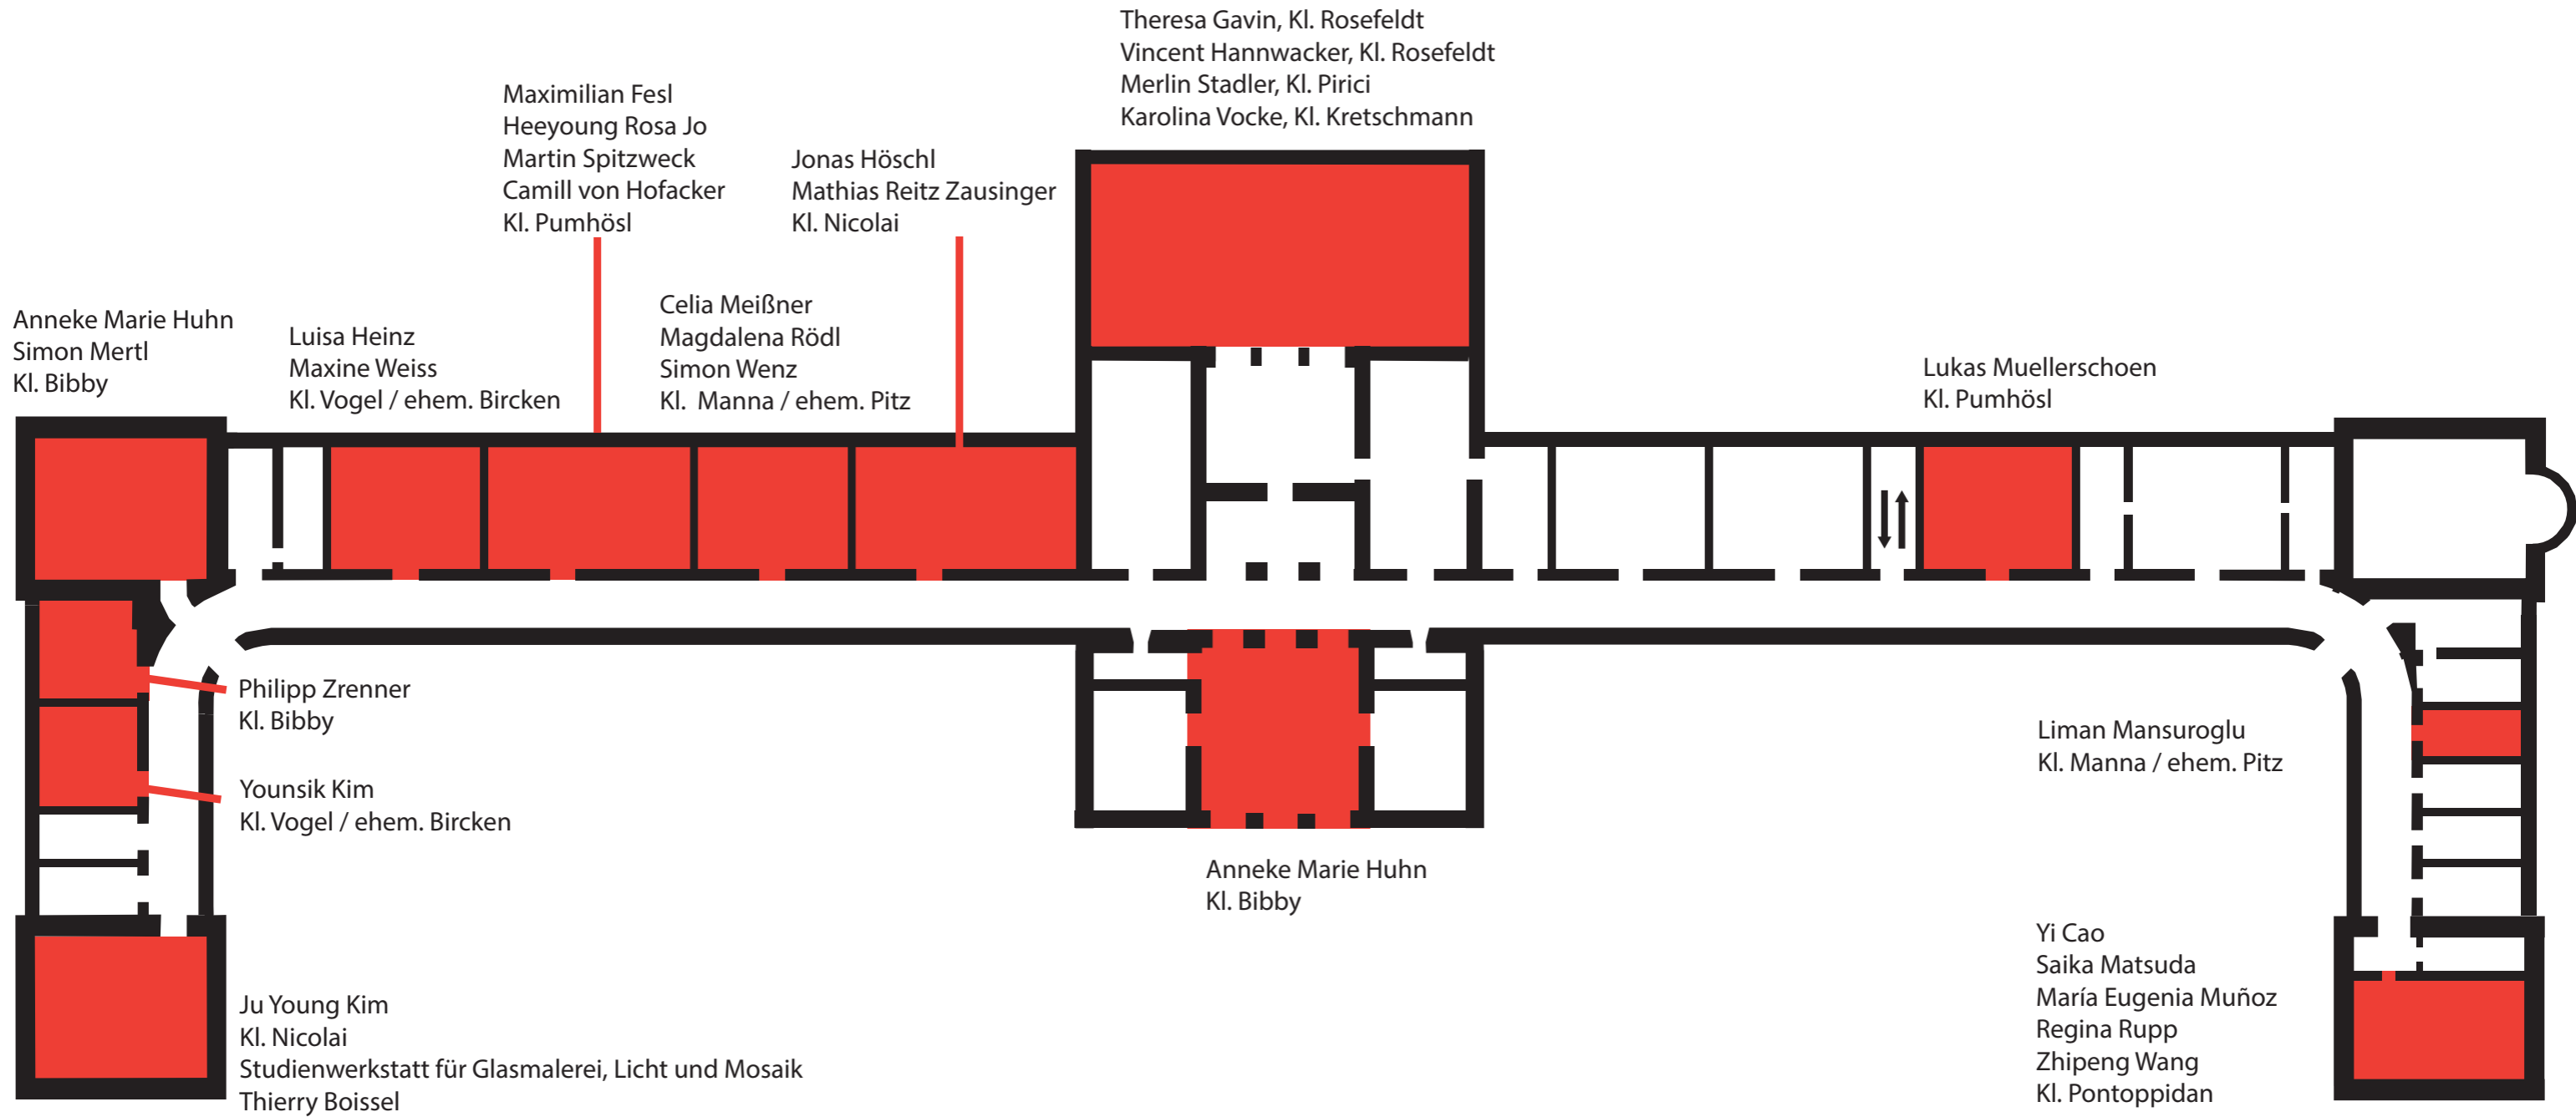 Theresa Gavin, Kl. Rosefeldt
Vincent Hannwacker, Kl. Rosefeldt
Merlin Stadler, Kl. Pirici
Karolina Vocke, Kl. Kretschmann
Maximilian Fesl
Heeyoung Rosa Jo
Martin Spitzweck
Camill von Hofacker
Kl. Pumhösl
Jonas Höschl
Mathias Reitz Zausinger
Kl. Nicolai
Anneke Marie Huhn
Simon Mertl
Kl. Bibby
Luisa Heinz
Maxine Weiss
Kl. Vogel / ehem. Bircken
Celia Meißner
Magdalena Rödl
Simon Wenz
Kl. Manna / ehem. Pitz
Lukas Muellerschoen
Kl. Pumhösl
Philipp Zrenner
Kl. Bibby
Younsik Kim
Kl. Vogel / ehem. Bircken
Liman Mansuroglu
Kl. Manna / ehem. Pitz
Anneke Marie Huhn
Kl. Bibby
Ju Young Kim
Kl. Nicolai
Studienwerkstatt für Glasmalerei, Licht und Mosaik
Thierry Boissel
Yi Cao
Saika Matsuda
María Eugenia Muñoz
Regina Rupp
Zhipeng Wang
Kl. Pontoppidan